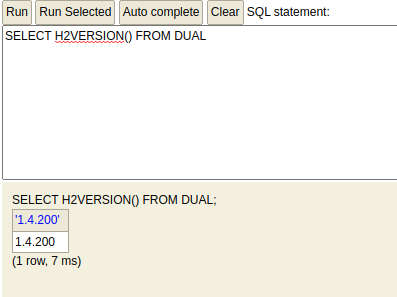 Run Run Selected Auto complete Clear SQL statement:
SELECT H2VERSION() FROM DUAL
SELECT H2VERSION() FROM DUAL;
'1.4.200'
1.4.200
(1 row, 7 ms)